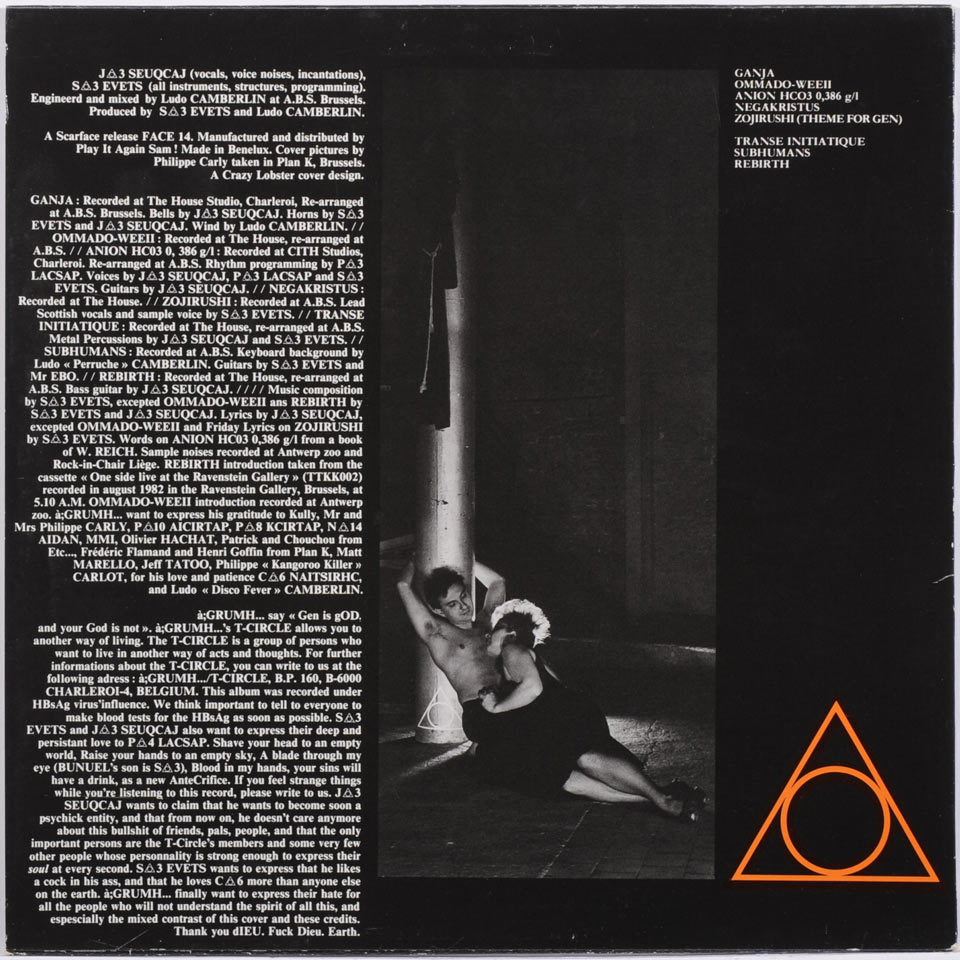 J△3 SEUQCAJ (vocals, voice noises, incantations),
S△3 EVETS (all instruments, structures, programming).
Engineerd and mixed by Ludo CAMBERLIN at A.B.S. Brussels.
Produced by S△3 EVETS and Ludo CAMBERLIN.
A Scarface release FACE 14. Manufactured and distributed by
Play It Again Sam ! Made in Benelux. Cover pictures by
Philippe Carly taken in Plan K, Brussels.
A Crazy Lobster cover design.
GANJA : Recorded at The House Studio, Charleroi, Re-arranged
at A.B.S. Brussels. Bells by J△3 SEUQCAJ. Horns by S△3
EVETS and J△3 SEUQCAJ. Wind by Ludo CAMBERLIN. //
OMMADO-WEEII : Recorded at The House, re-arranged at
A.B.S. // ANION HC03 0, 386 g/l : Recorded at CITH Studios,
Charleroi. Re-arranged at A.B.S. Rhythm programming by P△3
LACSAP. Voices by J△3 SEUQCAJ, P△3 LACSAP and S△3
EVETS. Guitars by J△3 SEUQCAJ. // NEGAKRISTUS :
Recorded at The House. // ZOJIRUSHI : Recorded at A.B.S. Lead
Scottish vocals and sample voice by S△3 EVETS. // TRANSE
INITIATIQUE : Recorded at The House, re-arranged at A.B.S.
Metal Percussions by J△3 SEUQCAJ and S△3 EVETS. //
SUBHUMANS : Recorded at A.B.S. Keyboard background by
Ludo « Perruche » CAMBERLIN. Guitars by S△3 EVETS and
Mr EBO. // REBIRTH : Recorded at The House, re-arranged at
A.B.S. Bass guitar by J△3 SEUQCAJ. //// Music composition
by S△3 EVETS, excepted OMMADO-WEEII ans REBIRTH by
S△3 EVETS and J△3 SEUQCAJ. Lyrics by J△3 SEUQCAJ,
excepted OMMADO-WEEII and Friday Lyrics on ZOJIRUSHI
by S△3 EVETS. Words on ANION HC03 0,386 g/l from a book
of W. REICH. Sample noises recorded at Antwerp zoo and
Rock-in-Chair Liège. REBIRTH introduction taken from the
cassette « One side live at the Ravenstein Gallery » (TTKK002)
recorded in august 1982 in the Ravenstein Gallery, Brussels, at
5.10 A.M. OMMADO-WEEII introduction recorded at Antwerp
zoo. à;GRUMH... want to express his gratitude to Kully, Mr and
Mrs Philippe CARLY, P△10 AICIRTAP, P△8 KCIRTAP, N△14
AIDAN, MMI, Olivier HACHAT, Patrick and Chouchou from
Etc..., Frédéric Flamand and Henri Goffin from Plan K, Matt
MARELLO, Jeff TATOO, Philippe « Kangoroo Killer »
CARLOT, for his love and patience C△6 NAITSIRHC,
and Ludo « Disco Fever » CAMBERLIN.
à;GRUMH... say « Gen is gOD,
and your God is not ». à;GRUMH...'s T-CIRCLE allows you to
another way of living. The T-CIRCLE is a group of persons who
want to live in another way of acts and thoughts. For further
informations about the T-CIRCLE, you can write to us at the
following adress : à;GRUMH.../T-CIRCLE, B.P. 160, B-6000
CHARLEROI-4, BELGIUM. This album was recorded under
HBsAg virus'influence. We think important to tell to everyone to
make blood tests for the HBsAg as soon as possible. S△3
EVETS and J△3 SEUQCAJ also want to express their deep and
persistant love to P△4 LACSAP. Shave your head to an empty
world, Raise your hands to an empty sky, A blade through my
eye (BUNUEL's son is S△3), Blood in my hands, your sins will
have a drink, as a new AnteCrifice. If you feel strange things
while you're listening to this record, please write to us. J△3
SEUQCAJ wants to claim that he wants to become soon a
psychick entity, and that from now on, he doesn't care anymore
about this bullshit of friends, pals, people, and that the only
important persons are the T-Circle's members and some very few
other people whose personnality is strong enough to express their
soul at every second. S△3 EVETS wants to express that he likes
a cock in his ass, and that he loves C△6 more than anyone else
on the earth. à;GRUMH... finally want to express their hate for
all the people who will not understand the spirit of all this, and
especially the mixed contrast of this cover and these credits.
Thank you dIEU. Fuck Dieu. Earth.
GANJA
OMMADO-WEEII
ANION HCO3 0,386 g/l
NEGAKRISTUS
ZOJIRUSHI (THEME FOR GEN)
TRANSE INITIATIQUE
SUBHUMANS
REBIRTH